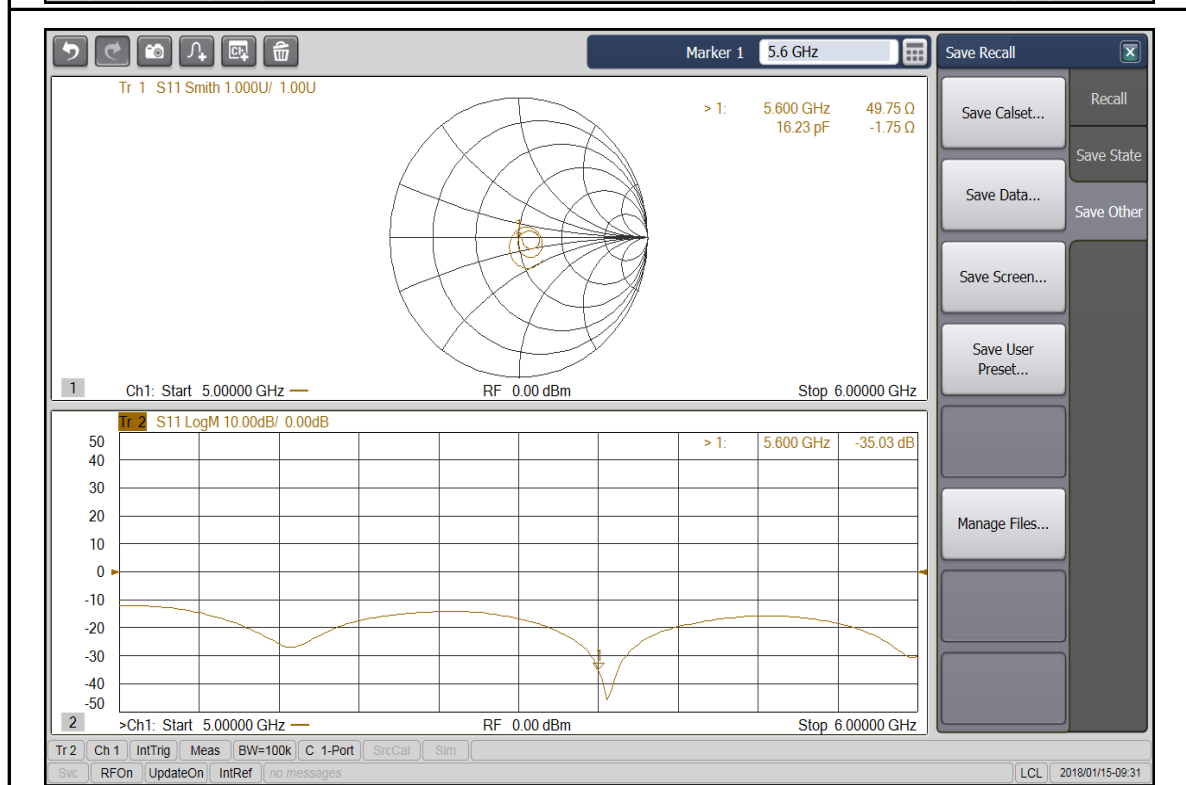 Marker 1 5.6 GHz
Save Recall
Tr 1 S11 Smith 1.000U/ 1.00U
> 1: 5.600 GHz 49.75 Ω
16.23 pF -1.75 Ω
1
Ch1: Start 5.00000 GHz RF 0.00 dBm Stop 6.00000 GHz
Tr 2 S11 LogM 10.00dB/ 0.00dB
> 1: 5.600 GHz -35.03 dB
50
40
30
20
10
0
-10
-20
-30
-40
-50
1
2
>Ch1: Start 5.00000 GHz RF 0.00 dBm Stop 6.00000 GHz
Save Calset...
Save Data...
Save Screen...
Save User
Preset...
Manage Files...
Recall
Save State
Save Other
Tr 2 Ch 1 IntTrig Meas BW=100k C 1-Port SrcCal Sim
Svc RFOn UpdateOn IntRef no messages LCL 2018/01/15-09:31